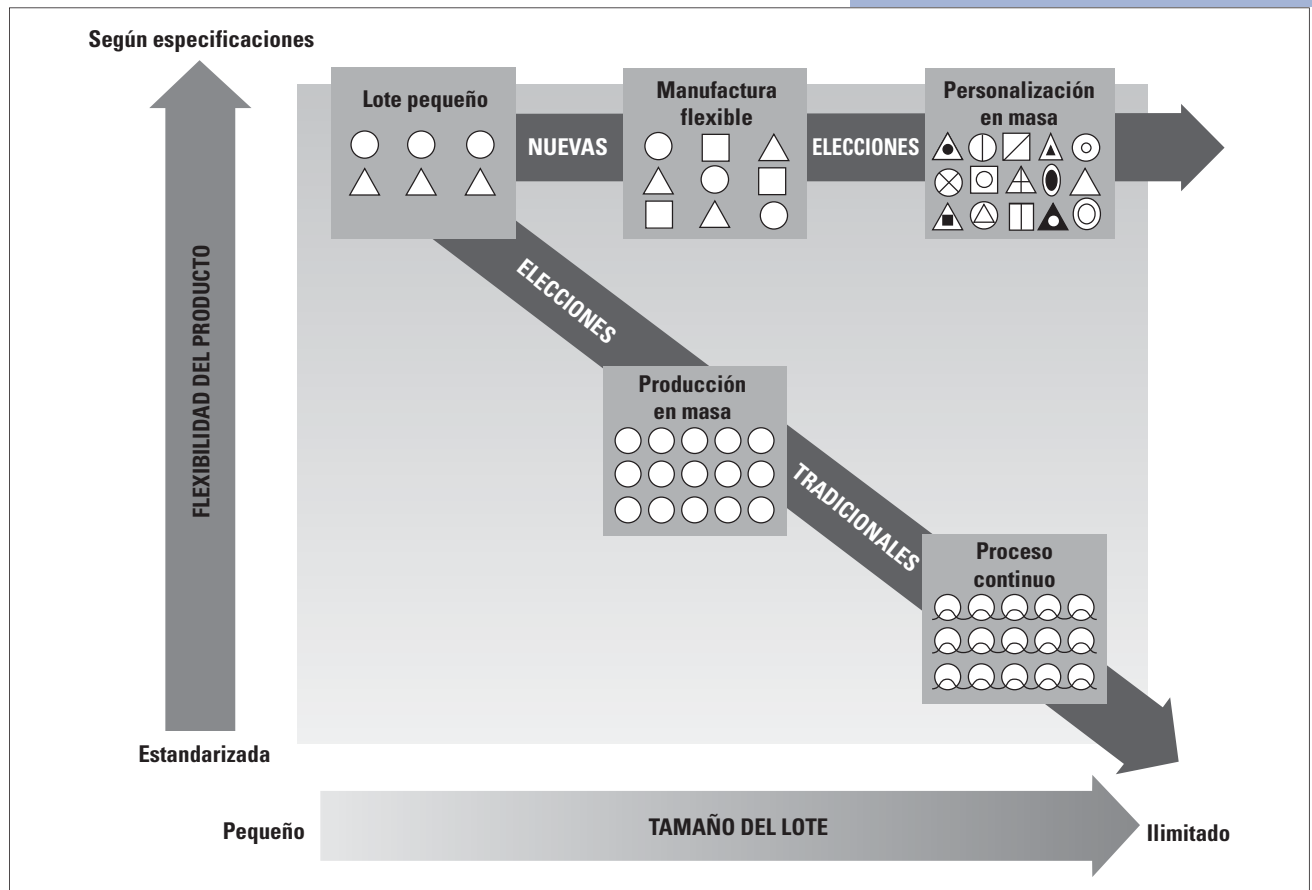 Según especificaciones
Lote pequeño
NUEVAS
Manufactura
flexible
ELECCIONES
Personalización
en masa
FLEXIBILIDAD DEL PRODUCTO
ELECCIONES
Producción
en masa
TRADICIONALES
Proceso
continuo
Estandarizada
Pequeño
TAMAÑO DEL LOTE
Ilimitado